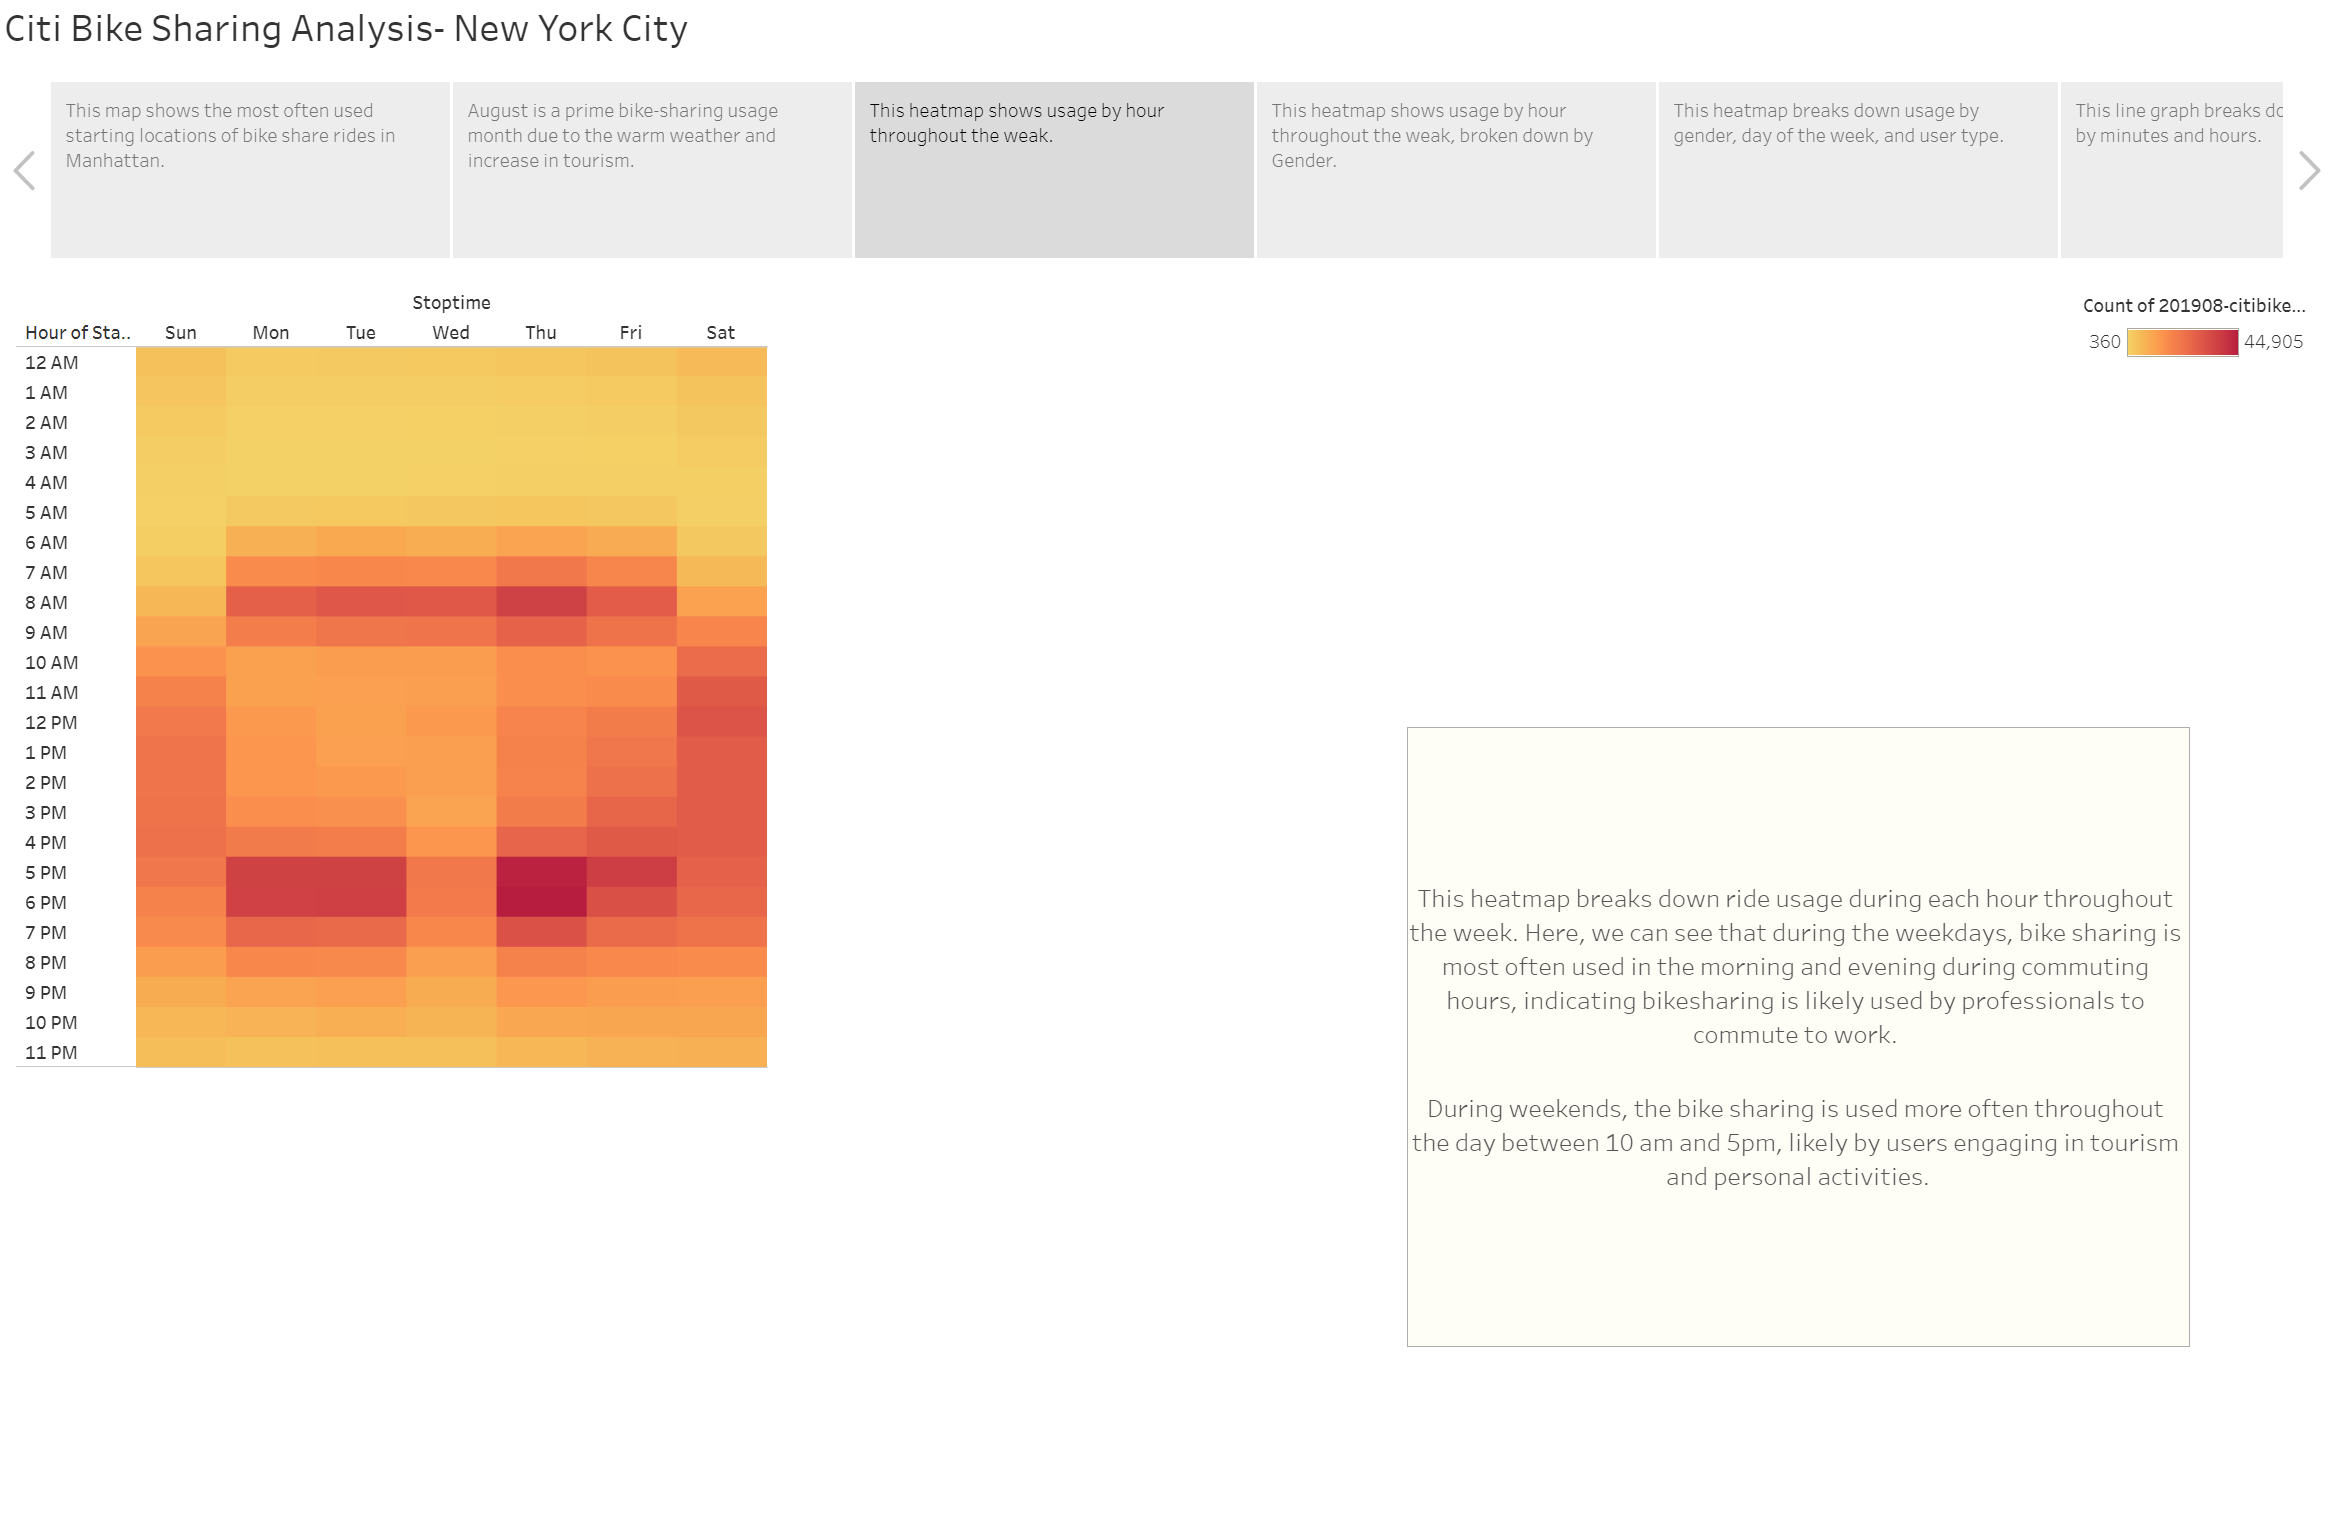 Citi Bike Sharing Analysis- New York City
This map shows the most often used
starting locations of bike share rides in
Manhattan.
August is a prime bike-sharing usage
month due to the warm weather and
increase in tourism.
This heatmap shows usage by hour
throughout the weak.
This heatmap shows usage by hour
throughout the weak, broken down by
Gender.
This heatmap breaks down usage by
gender, day of the week, and user type.
This line graph breaks do
by minutes and hours.
Stoptime
Hour of Sta.. Sun Mon Tue Wed Thu Fri Sat
12 AM
1 AM
2 AM
3 AM
4 AM
5 AM
6 AM
7 AM
8 AM
9 AM
10 AM
11 AM
12 PM
1 PM
2 PM
3 PM
4 PM
5 PM
6 PM
7 PM
8 PM
9 PM
10 PM
11 PM
Count of 201908-citibike...
360 44,905
This heatmap breaks down ride usage during each hour throughout
the week. Here, we can see that during the weekdays, bike sharing is
most often used in the morning and evening during commuting
hours, indicating bikesharing is likely used by professionals to
commute to work.
During weekends, the bike sharing is used more often throughout
the day between 10 am and 5pm, likely by users engaging in tourism
and personal activities.